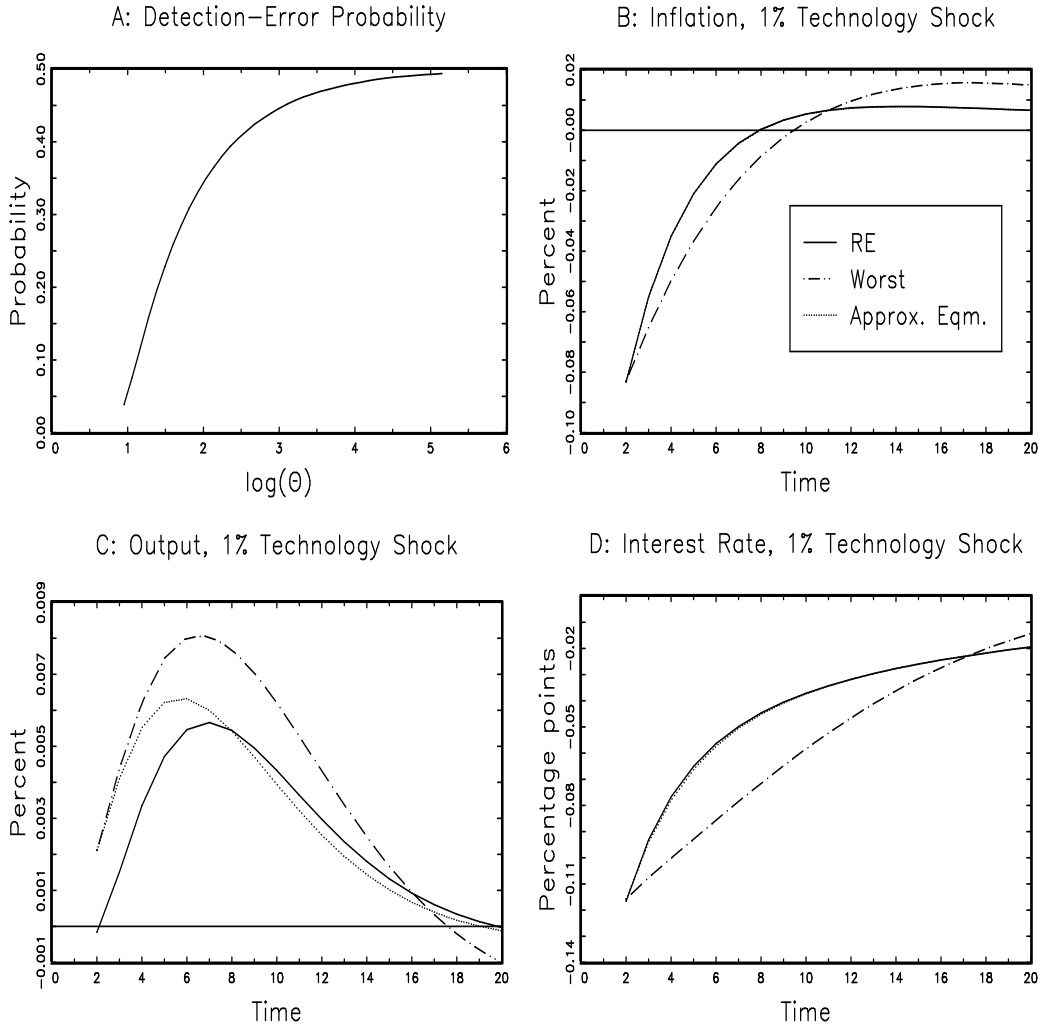 A: Detection-Error Probability
Probability
0.50
0.40
0.30
0.20
0.10
0.00
0 1 2 3 4 5 6
log(Θ)
B: Inflation, 1% Technology Shock
Percent
0.02
-0.00
-0.02
-0.04
-0.06
-0.08
-0.10
RE
Worst
Approx. Eqm.
0 2 4 6 8 10 12 14 16 18 20
Time
C: Output, 1% Technology Shock
Percent
0.009
0.007
0.005
0.003
0.001
-0.001
0 2 4 6 8 10 12 14 16 18 20
Time
D: Interest Rate, 1% Technology Shock
Percentage points
-0.02
-0.05
-0.08
-0.11
-0.14
0 2 4 6 8 10 12 14 16 18 20
Time